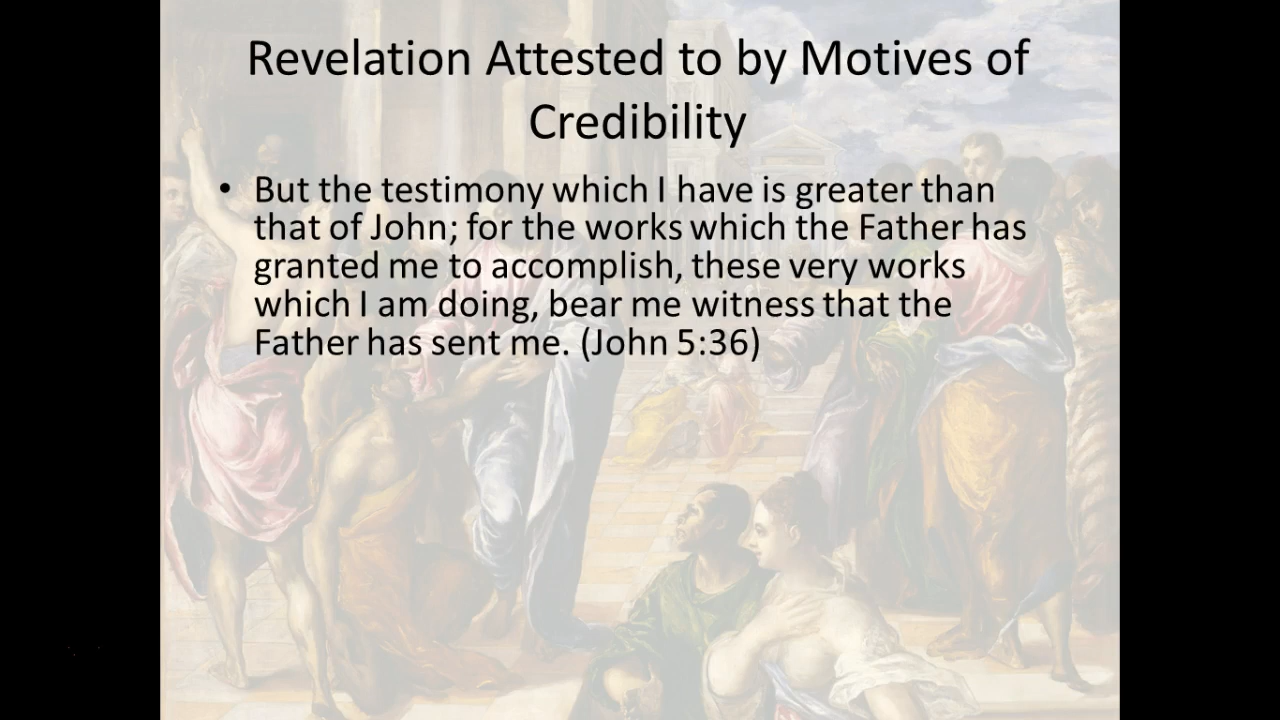 Revelation Attested to by Motives of
Credibility
• But the testimony which I have is greater than
that of John; for the works which the Father has
granted me to accomplish, these very works
which I am doing, bear me witness that the
Father has sent me. (John 5:36)